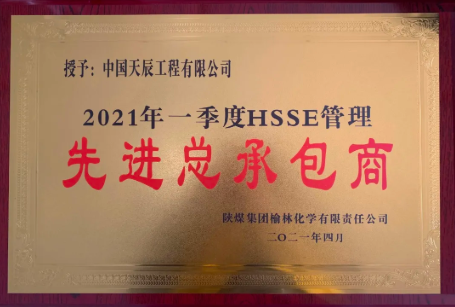 授予：中国天辰工程有限公司
2021年一季度HSSE管理
先进总承包商
陕煤集团榆林化学有限责任公司
二〇二一年四月